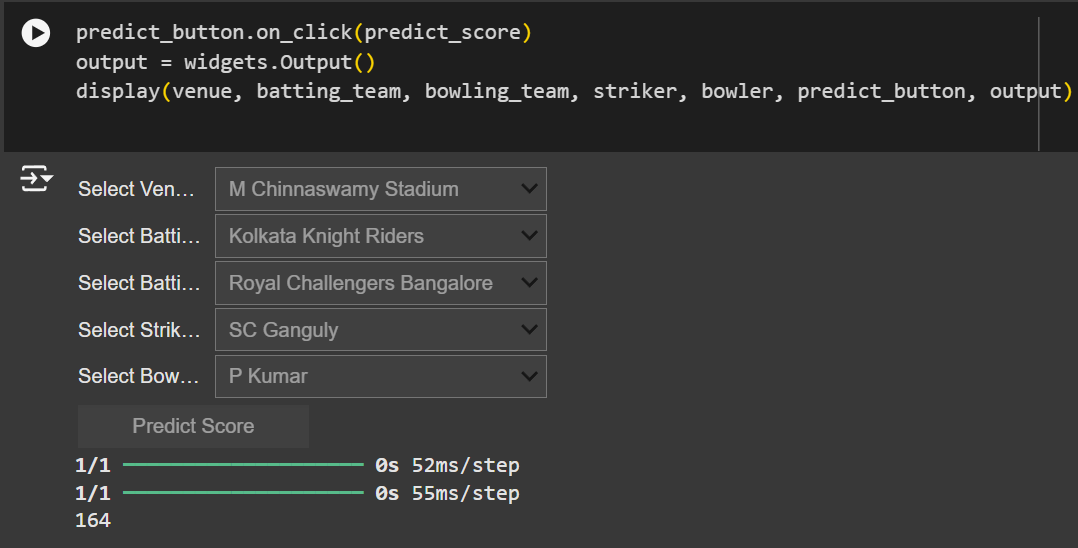 predict_button.on_click(predict_score)
output = widgets.Output()
display(venue, batting_team, bowling_team, striker, bowler, predict_button, output)
Select Ven… M Chinnaswamy Stadium
Select Batti… Kolkata Knight Riders
Select Batti… Royal Challengers Bangalore
Select Strik… SC Ganguly
Select Bow… P Kumar
Predict Score
1/1 0s 52ms/step
1/1 0s 55ms/step
164